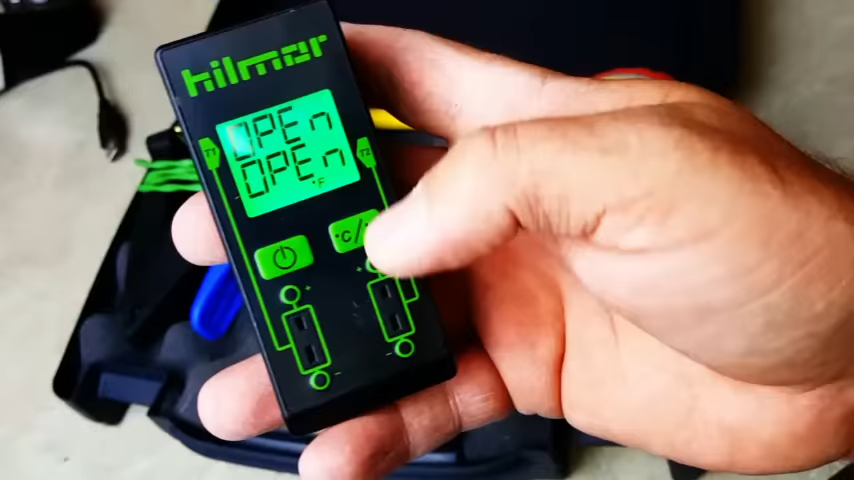 hilmor
OPEn
T1
T2
OPEn
°F
°C/
+
+
-
-